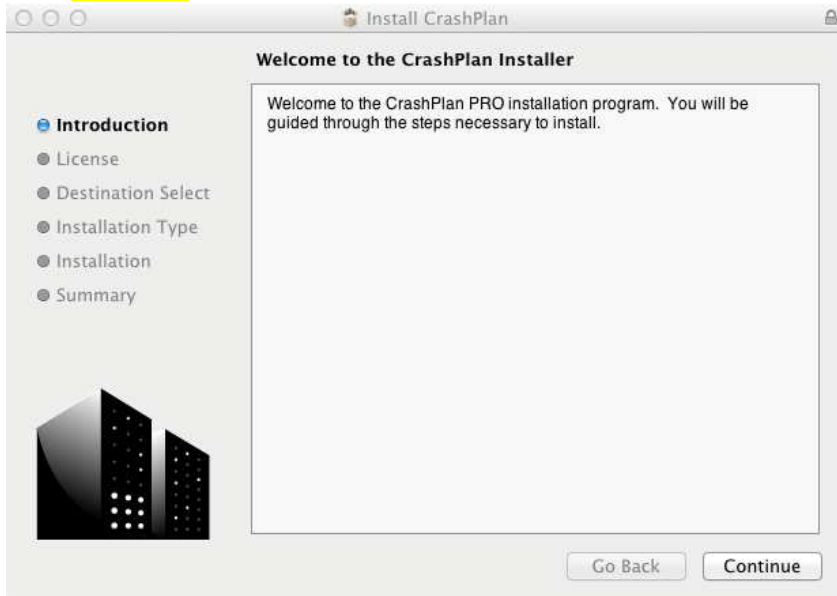 Install CrashPlan
Welcome to the CrashPlan Installer
Introduction
License
Destination Select
Installation Type
Installation
Summary
Welcome to the CrashPlan PRO installation program.  You will be
guided through the steps necessary to install.
Go Back
Continue